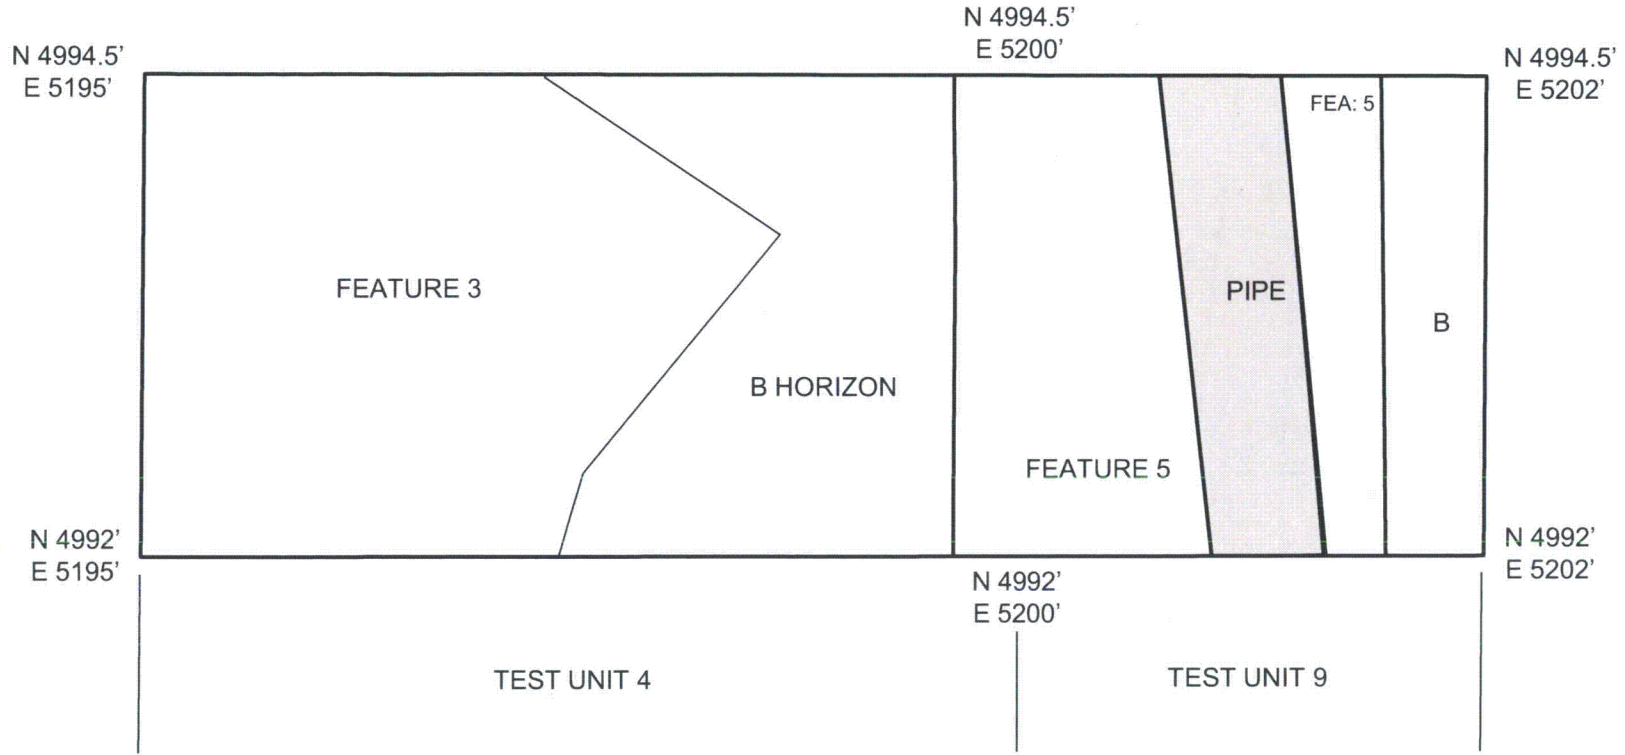 N 4994.5’
E 5200’
N 4994.5’
E 5195’
N 4994.5’
E 5202’
FEA: 5
FEATURE 3
PIPE
B
B HORIZON
FEATURE 5
N 4992’
E 5195’
N 4992’
E 5202’
N 4992’
E 5200’
TEST UNIT 4
TEST UNIT 9